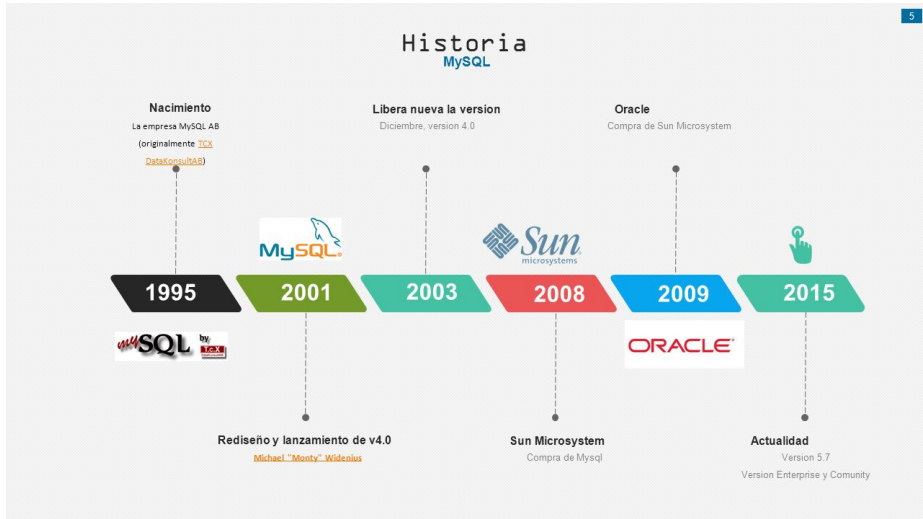 5
Historia
MySQL
Nacimiento
La empresa MySQL AB
(originalmente TCX
DataKonsultAB)
Libera nueva la version
Diciembre, version 4.0
Oracle
Compra de Sun Microsystem
MySQL®
Sun
microsystems
1995
2001
2003
2008
2009
2015
mySQL by
TcX
ORACLE®
Rediseño y lanzamiento de v4.0
Michael "Monty" Widenius
Sun Microsystem
Compra de Mysql
Actualidad
Version 5.7
Version Enterprise y Comunity